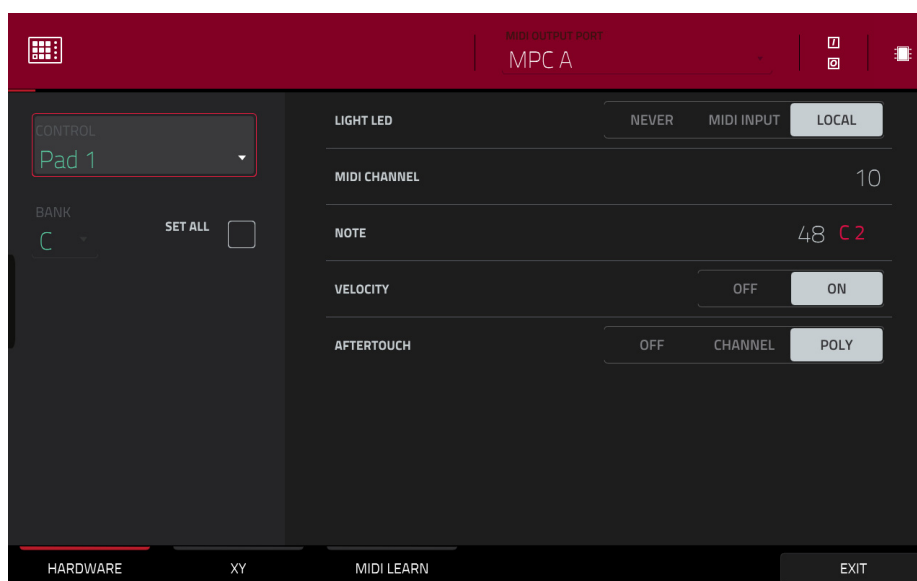 MIDI OUTPUT PORT
MPC A
CONTROL
Pad 1
BANK
C
SET ALL
LIGHT LED
NEVER MIDI INPUT LOCAL
MIDI CHANNEL
10
NOTE
48 C 2
VELOCITY
OFF ON
AFTERTOUCH
OFF CHANNEL POLY
HARDWARE XY MIDI LEARN EXIT